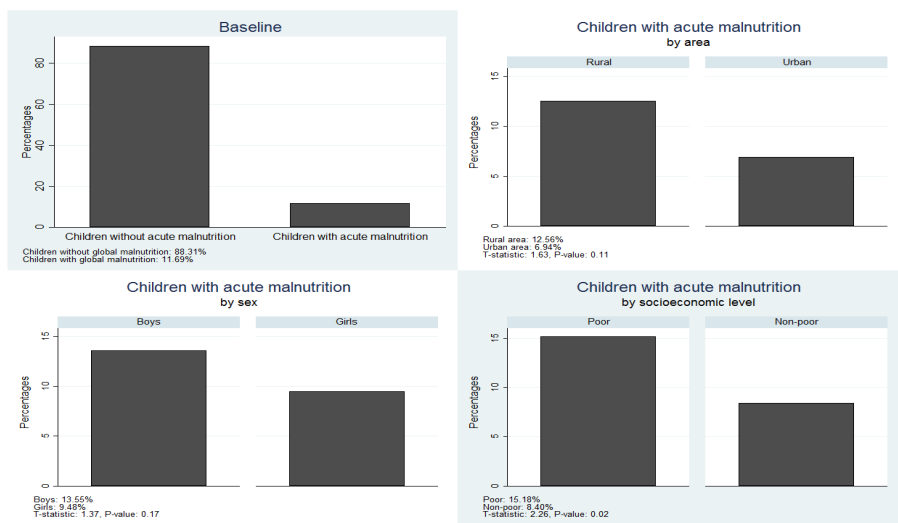 Baseline
Percentages
80
60
40
20
0
Children without acute malnutrition
Children with acute malnutrition
Children without global malnutrition: 88.31%
Children with global malnutrition: 11.69%
Children with acute malnutrition
by area
Rural
Urban
Percentages
15
10
5
Rural area: 12.56%
Urban area: 6.94%
T-statistic: 1.63, P-value: 0.11
Children with acute malnutrition
by sex
Boys
Girls
Percentages
15
10
5
0
Boys: 13.55%
Girls: 9.48%
T-statistic: 1.37, P-value: 0.17
Children with acute malnutrition
by socioeconomic level
Poor
Non-poor
Percentages
15
10
5
0
Poor: 15.18%
Non-poor: 8.40%
T-statistic: 2.26, P-value: 0.02